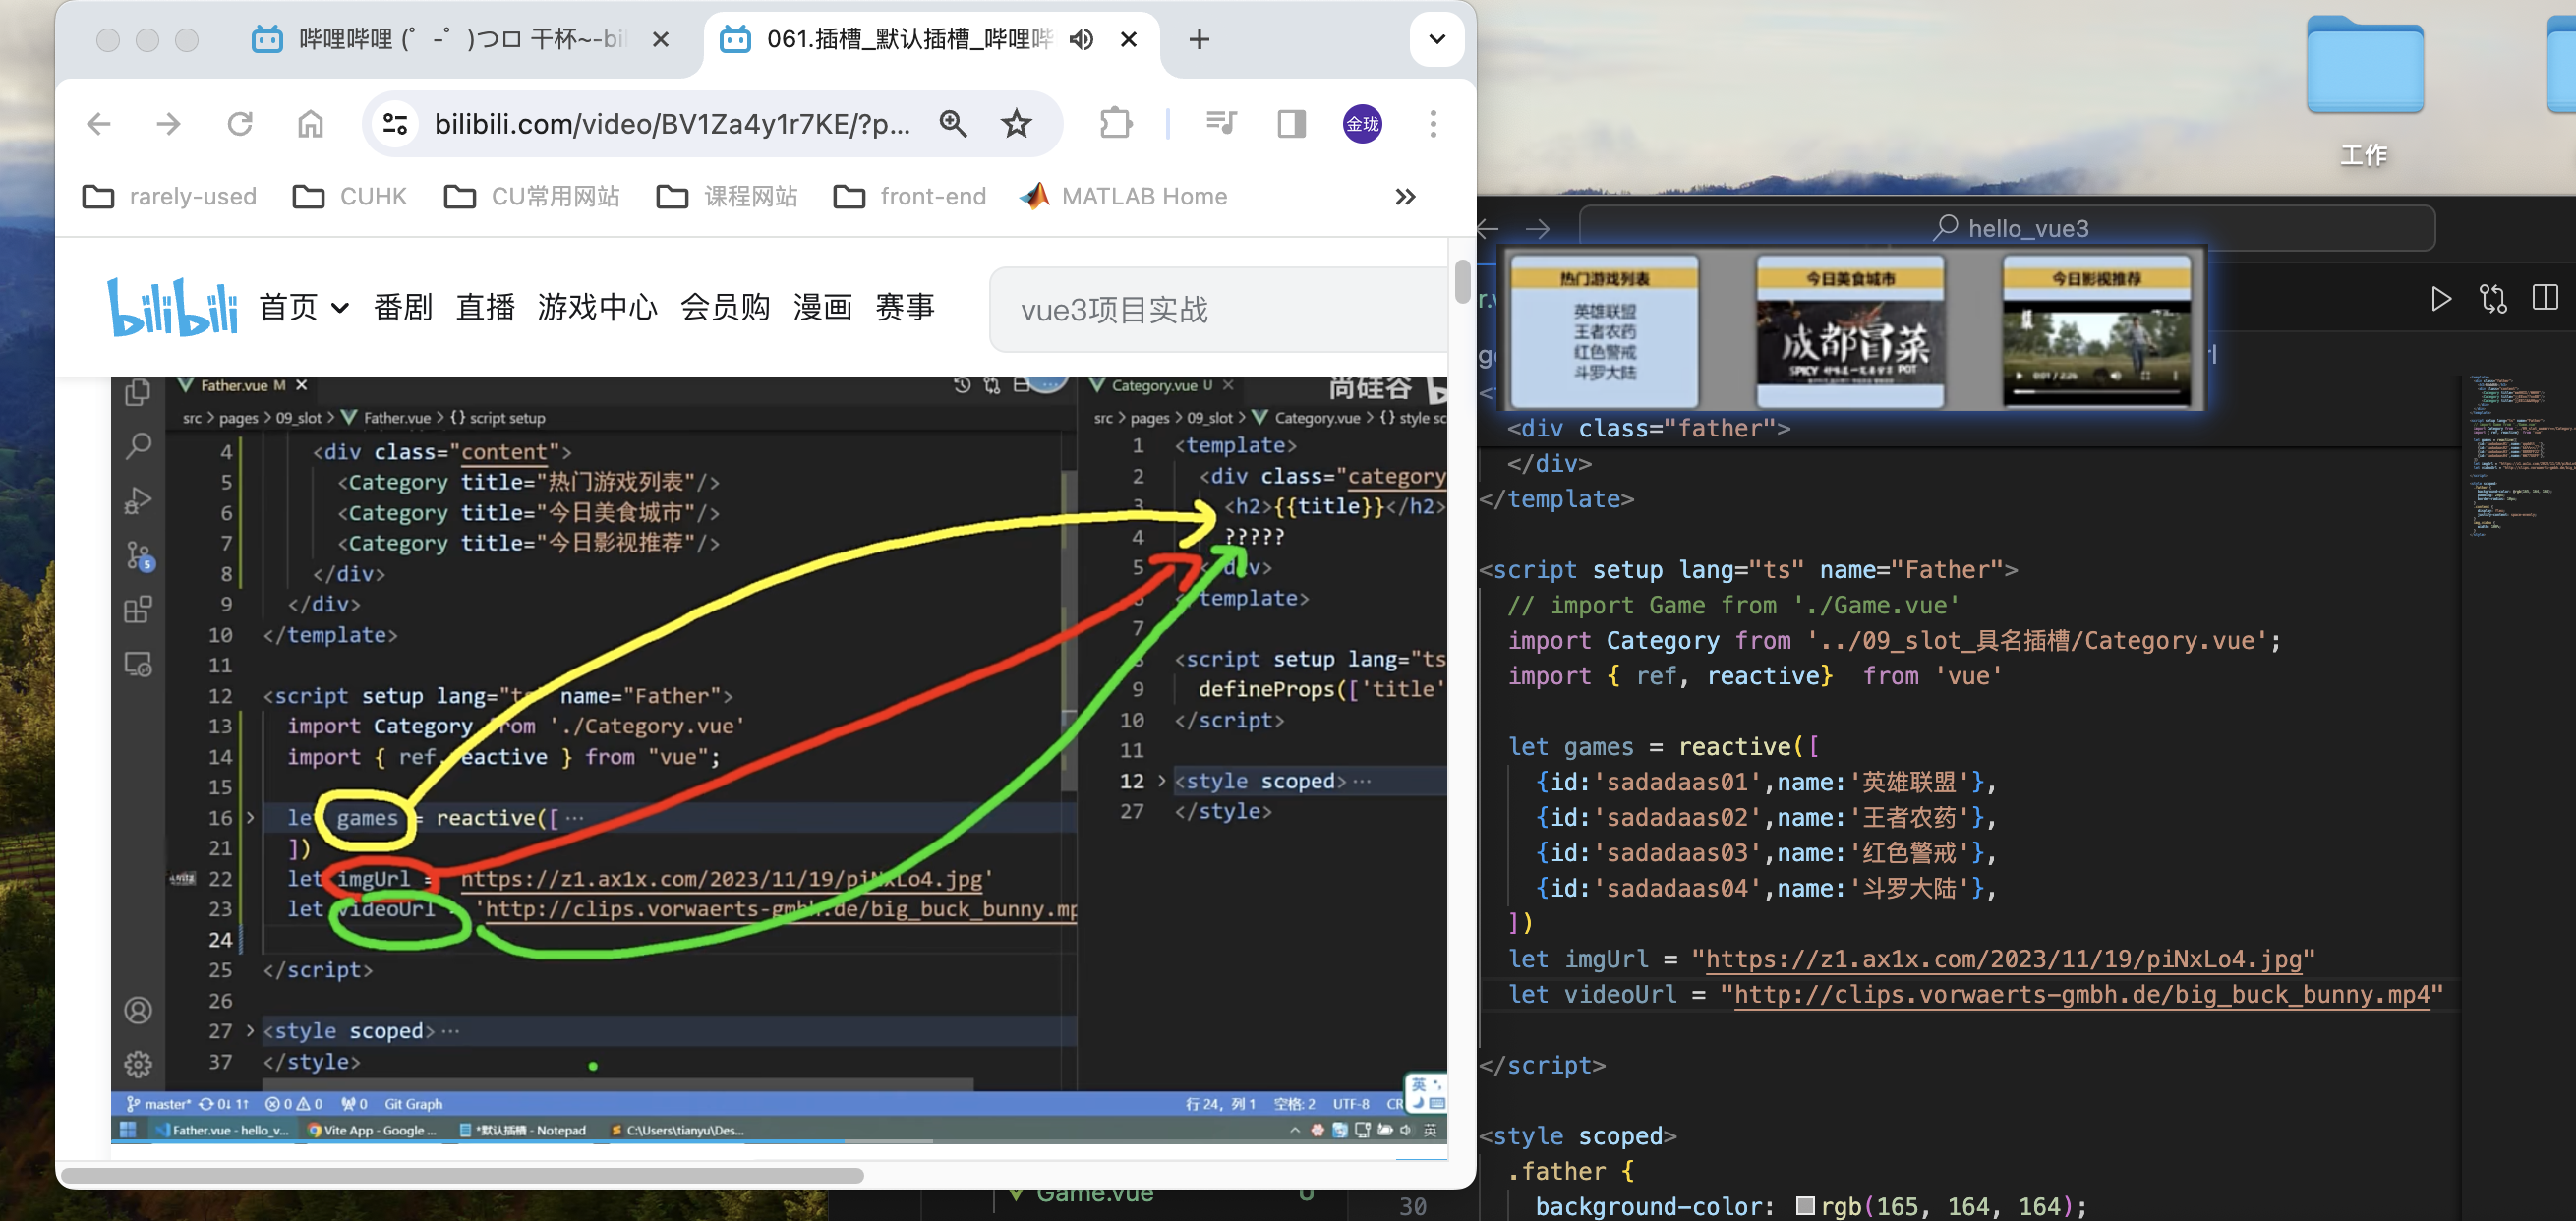 哔哩哔哩 (゜-゜)つロ 干杯~-bi
061.插槽_默认插槽_哔哩哔
bilibili.com/video/BV1Za4y1r7KE/?p...
金珑
rarely-used
CUHK
CU常用网站
课程网站
front-end
MATLAB Home
bilibili
首页
番剧
直播
游戏中心
会员购
漫画
赛事
vue3项目实战
Father.vue M
src > pages > 09_slot > Father.vue > {} script setup
4 <div class="content">
5 <Category title="热门游戏列表"/>
6 <Category title="今日美食城市"/>
7 <Category title="今日影视推荐"/>
8 </div>
9 </div>
10 </template>
11
12 <script setup lang="ts" name="Father">
13 import Category from './Category.vue'
14 import { ref, reactive } from "vue";
15
16 let games = reactive([ ...
21 ])
22 let imgUrl = 'https://z1.ax1x.com/2023/11/19/piNxLo4.jpg'
23 let videoUrl = 'http://clips.vorwaerts-gmbh.de/big_buck_bunny.mp
24
25 </script>
26
27 <style scoped> ...
37 </style>
5
Category.vue U
尚硅谷
src > pages > 09_slot > Category.vue > {} style sc
1 <template>
2 <div class="category
3 <h2>{{title}}</h2>
4 ?????
5 </div>
6 </template>
7
8 <script setup lang="ts
9 defineProps(['title'
10 </script>
11
12 <style scoped> ...
27 </style>
master* 0↓ 1↑ 0 0 0 Git Graph
行 24，列 1 空格: 2 UTF-8 CR
英
Father.vue - hello_v...
Vite App - Google ...
*默认插槽 - Notepad
C:\Users\tianyu\Des...
英
工作
hello_vue3
热门游戏列表
英雄联盟
王者农药
红色警戒
斗罗大陆
今日美食城市
成都冒菜
SPICY
POT
今日影视推荐
<div class="father">
</div>
</template>
<script setup lang="ts" name="Father">
// import Game from './Game.vue'
import Category from '../09_slot_具名插槽/Category.vue';
import { ref, reactive} from 'vue'
let games = reactive([
{id:'sadadaas01',name:'英雄联盟'},
{id:'sadadaas02',name:'王者农药'},
{id:'sadadaas03',name:'红色警戒'},
{id:'sadadaas04',name:'斗罗大陆'},
])
let imgUrl = "https://z1.ax1x.com/2023/11/19/piNxLo4.jpg"
let videoUrl = "http://clips.vorwaerts-gmbh.de/big_buck_bunny.mp4"
</script>
<style scoped>
.father {
30 background-color: rgb(165, 164, 164);
Game.vue U